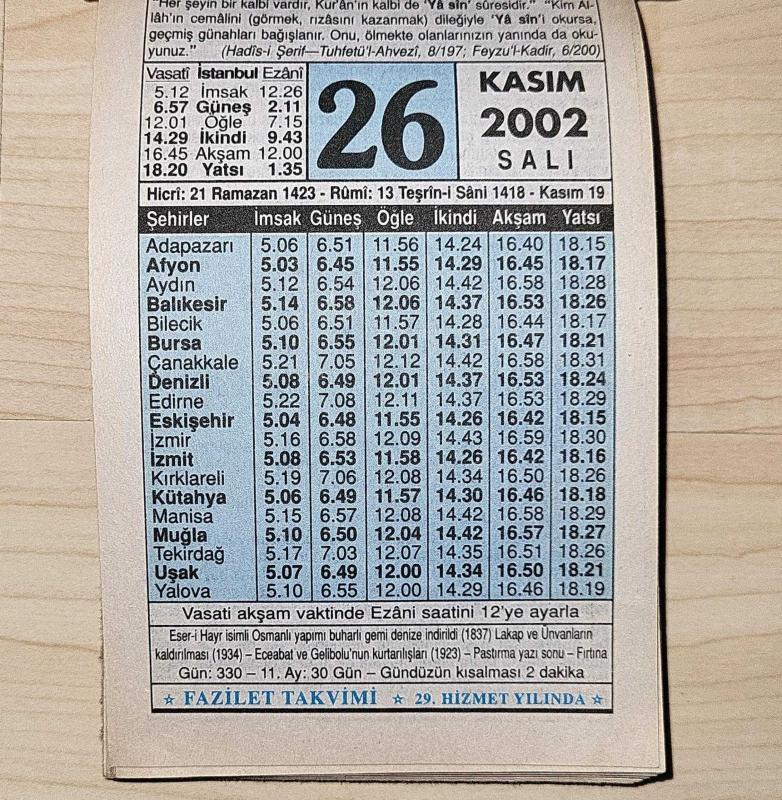 "Her şeyin bir kalbi vardır, Kur'ân'ın kalbi de 'Yâ sîn' sûresidir." "Kim Al-
lâh'ın cemâlini (görmek, rızâsını kazanmak) dileğiyle 'Yâ sîn'i okursa,
geçmiş günahları bağışlanır. Onu, ölmekte olanlarınızın yanında da oku-
yunuz." (Hadîs-i Şerif—Tuhfetü'l-Ahvezî, 8/197; Feyzu'l-Kadir, 6/200)
Vasatî İstanbul Ezânî
5.12 İmsak 12.26
6.57 Güneş 2.11
12.01 Öğle 7.15
14.29 İkindi 9.43
16.45 Akşam 12.00
18.20 Yatsı 1.35
26
KASIM
2002
SALI
Hicrî: 21 Ramazan 1423 - Rûmî: 13 Teşrîn-i Sâni 1418 - Kasım 19
Şehirler İmsak Güneş Öğle İkindi Akşam Yatsı
Adapazarı 5.06 6.51 11.56 14.24 16.40 18.15
Afyon 5.03 6.45 11.55 14.29 16.45 18.17
Aydın 5.12 6.54 12.06 14.42 16.58 18.28
Balıkesir 5.14 6.58 12.06 14.37 16.53 18.26
Bilecik 5.06 6.51 11.57 14.28 16.44 18.17
Bursa 5.10 6.55 12.01 14.31 16.47 18.21
Çanakkale 5.21 7.05 12.12 14.42 16.58 18.31
Denizli 5.08 6.49 12.01 14.37 16.53 18.24
Edirne 5.22 7.08 12.11 14.37 16.53 18.29
Eskişehir 5.04 6.48 11.55 14.26 16.42 18.15
İzmir 5.16 6.58 12.09 14.43 16.59 18.30
İzmit 5.08 6.53 11.58 14.26 16.42 18.16
Kırklareli 5.19 7.06 12.08 14.34 16.50 18.26
Kütahya 5.06 6.49 11.57 14.30 16.46 18.18
Manisa 5.15 6.57 12.08 14.42 16.58 18.29
Muğla 5.10 6.50 12.04 14.42 16.57 18.27
Tekirdağ 5.17 7.03 12.07 14.35 16.51 18.26
Uşak 5.07 6.49 12.00 14.34 16.50 18.21
Yalova 5.10 6.55 12.00 14.29 16.46 18.19
Vasati akşam vaktinde Ezâni saatini 12'ye ayarla
Eser-i Hayr isimli Osmanlı yapımı buharlı gemi denize indirildi (1837) Lakap ve Ünvanların
kaldırılması (1934) – Eceabat ve Gelibolu'nun kurtarılışları (1923) – Pastırma yazı sonu – Fırtına
Gün: 330 – 11. Ay: 30 Gün – Gündüzün kısalması 2 dakika
☆ FAZİLET TAKVİMİ ☆ 29. HİZMET YILINDA ☆